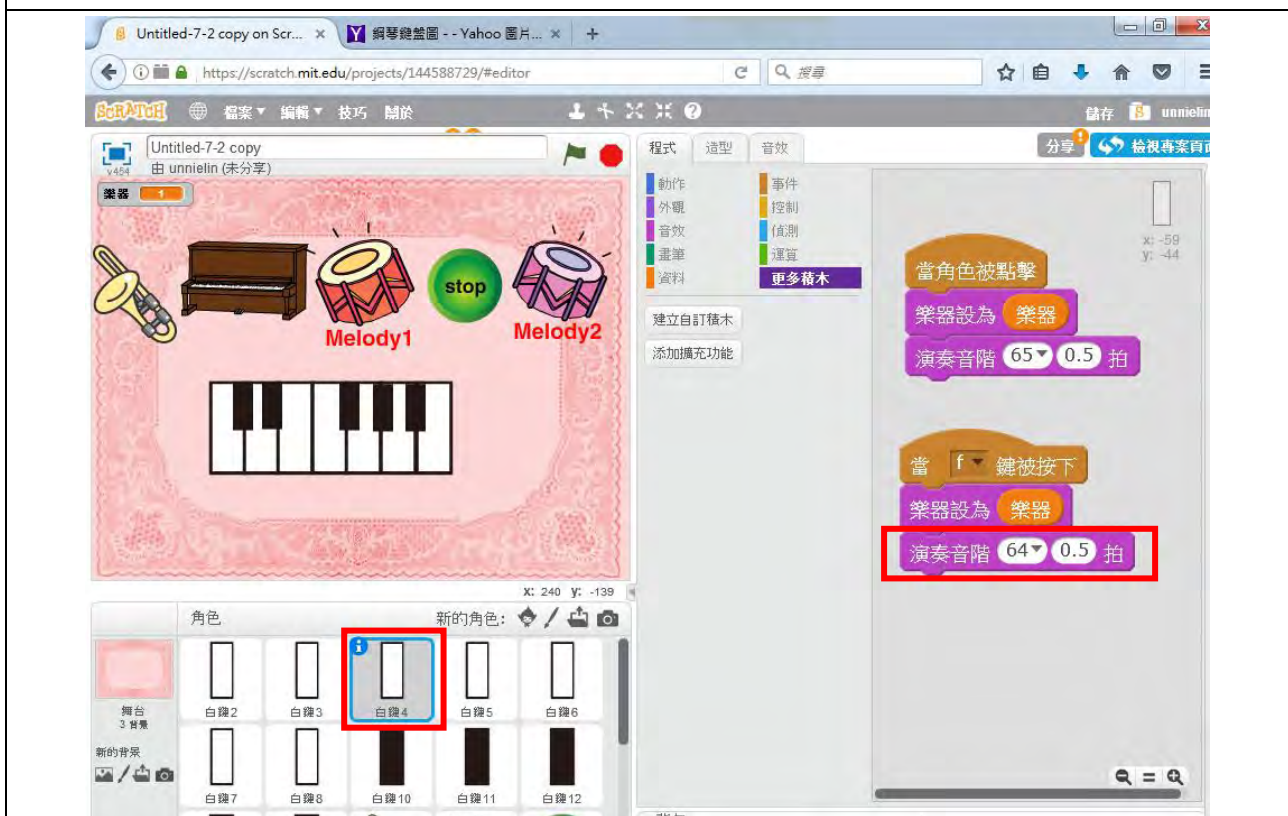 Untitled-7-2 copy on Scr... × 鋼琴鍵盤圖 - - Yahoo 圖片... × +
https://scratch.mit.edu/projects/144588729/#editor 搜尋
SCRATCH 檔案 編輯 技巧 關於 儲存 unnielin
Untitled-7-2 copy
v454 由 unnielin (未分享)
程式 造型 音效 分享 檢視專案頁面
樂器 1
stop
Melody1
Melody2
動作 事件
外觀 控制
音效 偵測
畫筆 運算
資料 更多積木
建立自訂積木
添加擴充功能
x: -59
y: -44
當角色被點擊
樂器設為 樂器
演奏音階 65 0.5 拍
當 f 鍵被按下
樂器設為 樂器
演奏音階 64 0.5 拍
X: 240 y: -139
角色 新的角色:
舞台
3 背景
新的背景
白鍵2 白鍵3 白鍵4 白鍵5 白鍵6
白鍵7 白鍵8 白鍵10 白鍵11 白鍵12